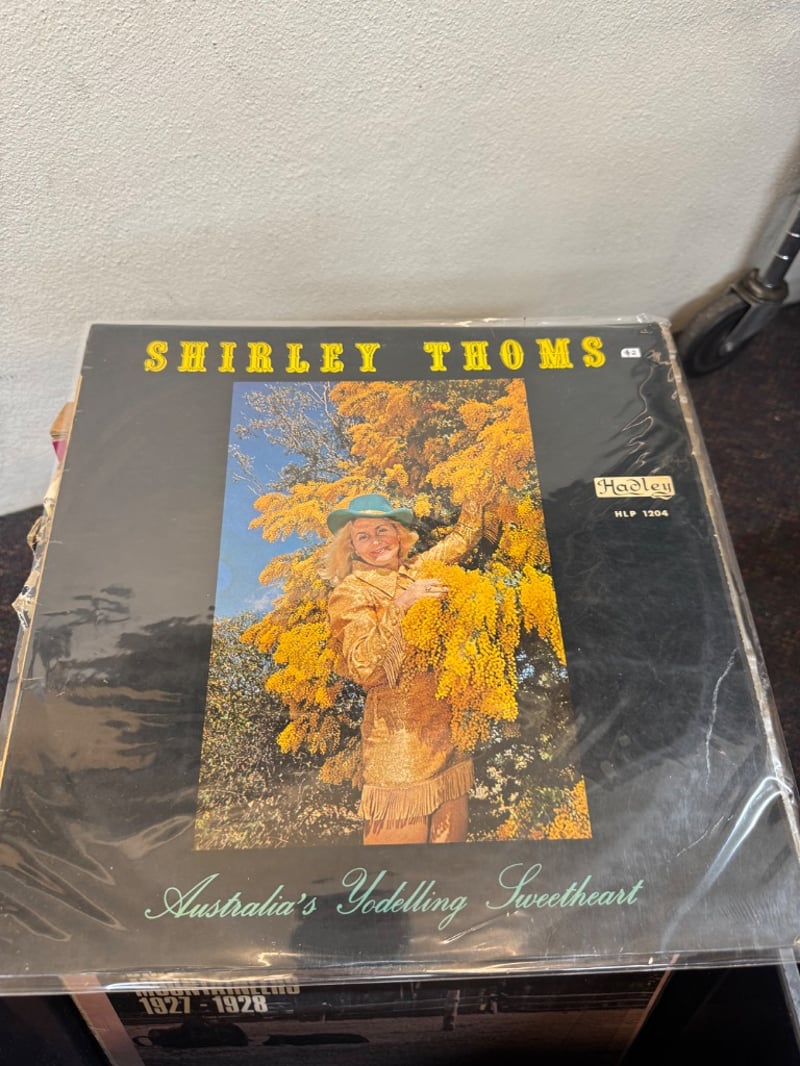 SHIRLEY THOMS
42
Hadley
HLP 1204
Australia's Yodelling Sweetheart
1927 - 1928